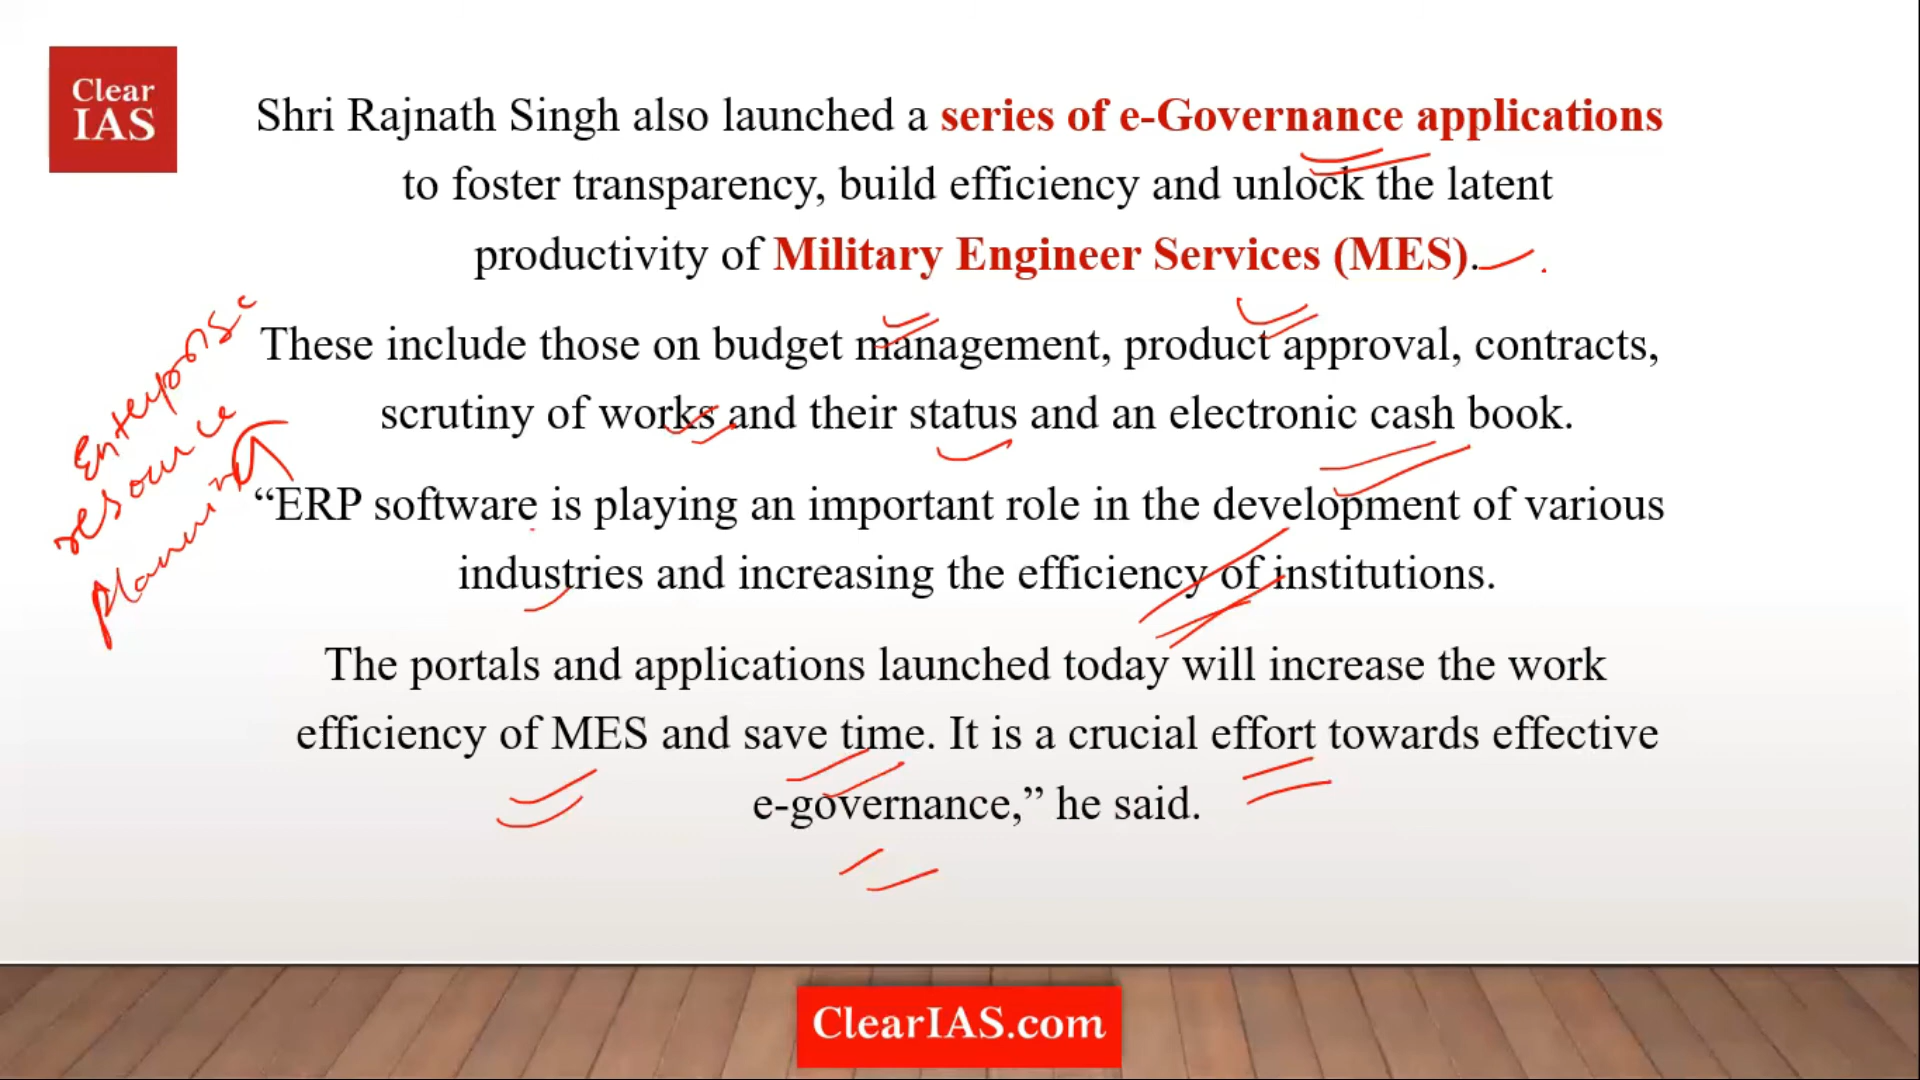 Clear
IAS
Shri Rajnath Singh also launched a series of e-Governance applications
to foster transparency, build efficiency and unlock the latent
productivity of Military Engineer Services (MES).
These include those on budget management, product approval, contracts,
scrutiny of works and their status and an electronic cash book.
Enterprise
resource
planning
“ERP software is playing an important role in the development of various
industries and increasing the efficiency of institutions.
The portals and applications launched today will increase the work
efficiency of MES and save time. It is a crucial effort towards effective
e-governance,” he said.
ClearIAS.com